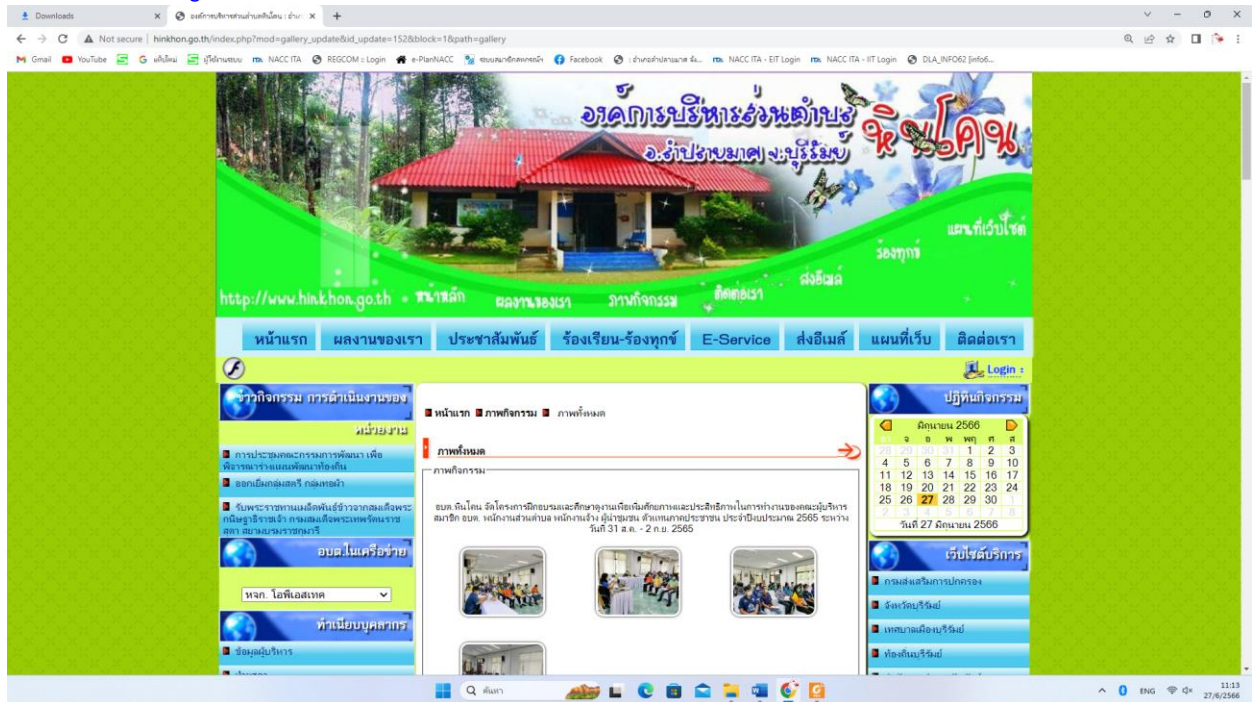 Downloads
องค์การบริหารส่วนตำบลหินโคน : อำเภ
Not secure | hinkhon.go.th/index.php?mod=gallery_update&id_update=152&block=1&path=gallery
Gmail
YouTube
NACC ITA
REGCOM :: Login
e-PlanNACC
ระบบสมาชิกสหกรณ์ฯ
Facebook
NACC ITA - EIT Login
NACC ITA - IIT Login
DLA_INFO62 [info6...
องค์การบริหารส่วนตำบล
หินโคน
อ.ลำปลายมาศ จ.บุรีรัมย์
แผนที่เว็บไซต์
ร้องทุกข์
ส่งอีเมล์
ติดต่อเรา
ภาพกิจกรรม
ผลงานของเรา
หน้าหลัก
http://www.hinkhon.go.th
หน้าแรก ผลงานของเรา ประชาสัมพันธ์ ร้องเรียน-ร้องทุกข์ E-Service ส่งอีเมล์ แผนที่เว็บ ติดต่อเรา
Login :
ข่าวกิจกรรม การดำเนินงานของ
หน่วยงาน
การประชุมคณะกรรมการพัฒนา เพื่อ
พิจารณาร่างแผนพัฒนาท้องถิ่น
ออกเยี่ยมกลุ่มสตรี กลุ่มทอผ้า
รับพระราชทานเมล็ดพันธุ์ข้าวจากสมเด็จพระ
กนิษฐาธิราชเจ้า กรมสมเด็จพระเทพรัตนราช
สุดา สยามบรมราชกุมารี
อบต.ในเครือข่าย
หจก. โอพีเอสเทค
ทำเนียบบุคลากร
ข้อมูลผู้บริหาร
หน้าแรก ภาพกิจกรรม ภาพทั้งหมด
ภาพทั้งหมด
ภาพกิจกรรม
อบต.หินโคน จัดโครงการฝึกอบรมและศึกษาดูงานเพื่อเพิ่มศักยภาพและประสิทธิภาพในการทำงานของคณะผู้บริหาร
สมาชิก อบต. พนักงานส่วนตำบล พนักงานจ้าง ผู้นำชุมชน ตัวแทนภาคประชาชน ประจำปีงบประมาณ 2565 ระหว่าง
วันที่ 31 ส.ค. - 2 ก.ย. 2565
ปฏิทินกิจกรรม
มิถุนายน 2566
อา จ อ พ พฤ ศ ส
28 29 30 31 1 2 3
4 5 6 7 8 9 10
11 12 13 14 15 16 17
18 19 20 21 22 23 24
25 26 27 28 29 30 1
2 3 4 5 6 7 8
วันที่ 27 มิถุนายน 2566
เว็บไซต์บริการ
กรมส่งเสริมการปกครอง
จังหวัดบุรีรัมย์
เทศบาลเมืองบุรีรัมย์
ท้องถิ่นบุรีรัมย์
ค้นหา
ENG
11:13
27/6/2566